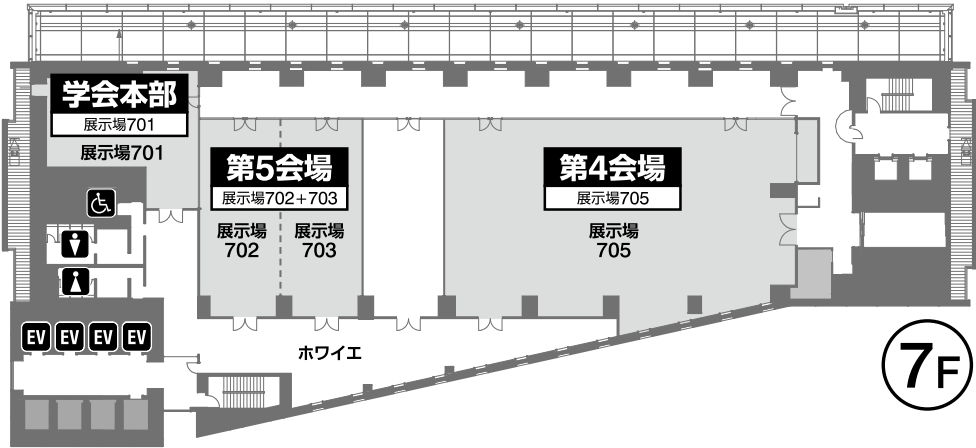 学会本部
展示場701
展示場701
第5会場
展示場702+703
展示場
702
展示場
703
第4会場
展示場705
展示場
705
EV
EV
EV
EV
ホワイエ
7F